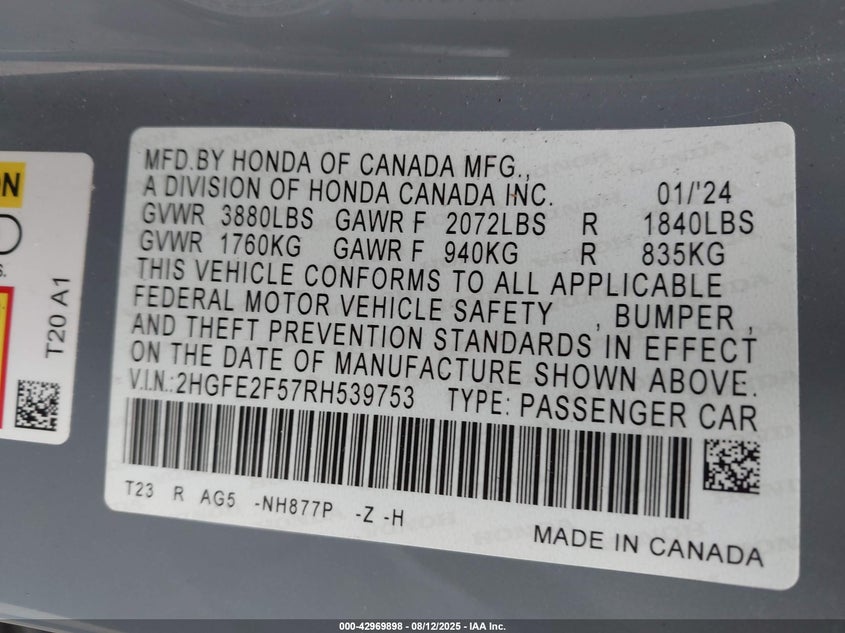 MFD.BY HONDA OF CANADA MFG.,
A DIVISION OF HONDA CANADA INC. 01/'24
GVWR 3880LBS GAWR F 2072LBS R 1840LBS
GVWR 1760KG GAWR F 940KG R 835KG
THIS VEHICLE CONFORMS TO ALL APPLICABLE
FEDERAL MOTOR VEHICLE SAFETY , BUMPER ,
AND THEFT PREVENTION STANDARDS IN EFFECT
ON THE DATE OF MANUFACTURE SHOWN ABOVE.
V.I.N.:2HGFE2F57RH539753 TYPE: PASSENGER CAR
T23 R AG5 -NH877P -Z -H
MADE IN CANADA
T20 A1
000-42969898 - 08/12/2025 - IAA Inc.